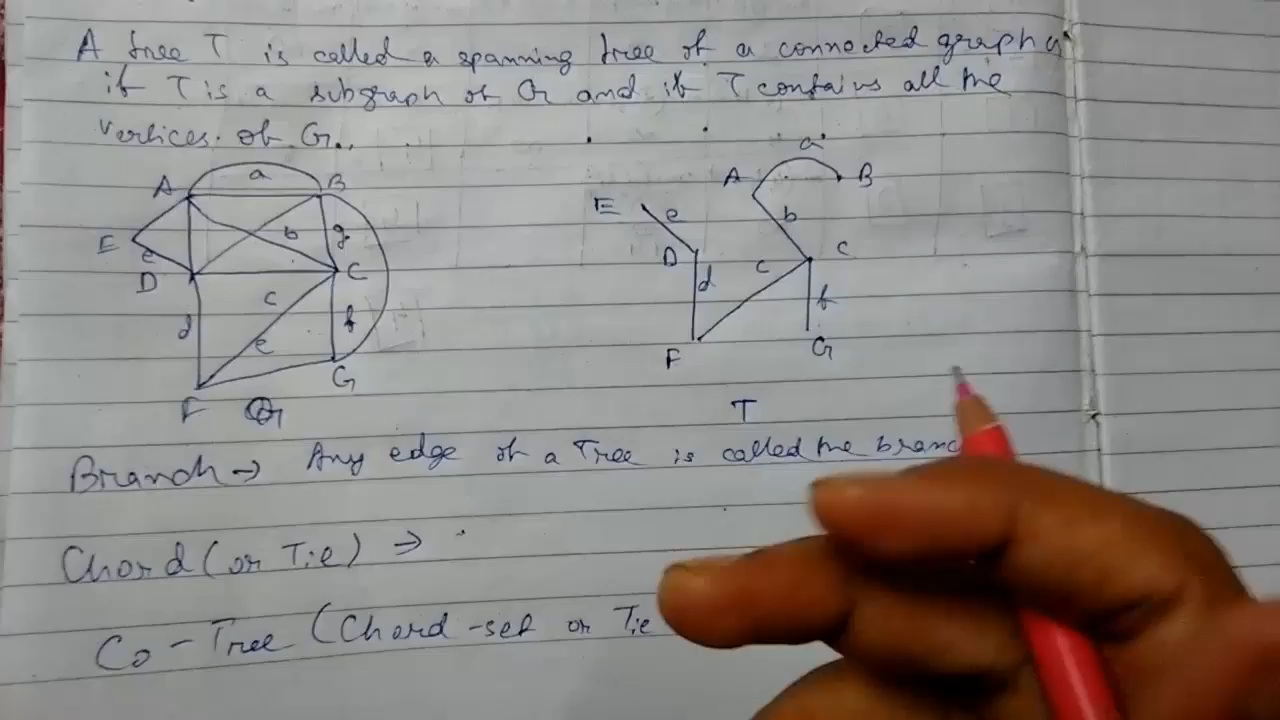 A tree T is called a spanning tree of a connected graph G
if T is a subgraph of G and if T contains all the
vertices of G.
a
A B
E e b g
D C
c
d e f
F G
G
a
A B
E e b
D c C
d f
F G
T
Branch → Any edge of a Tree is called the branc
Chord (or Tie) ⇒
Co-Tree (Chord-set or Tie